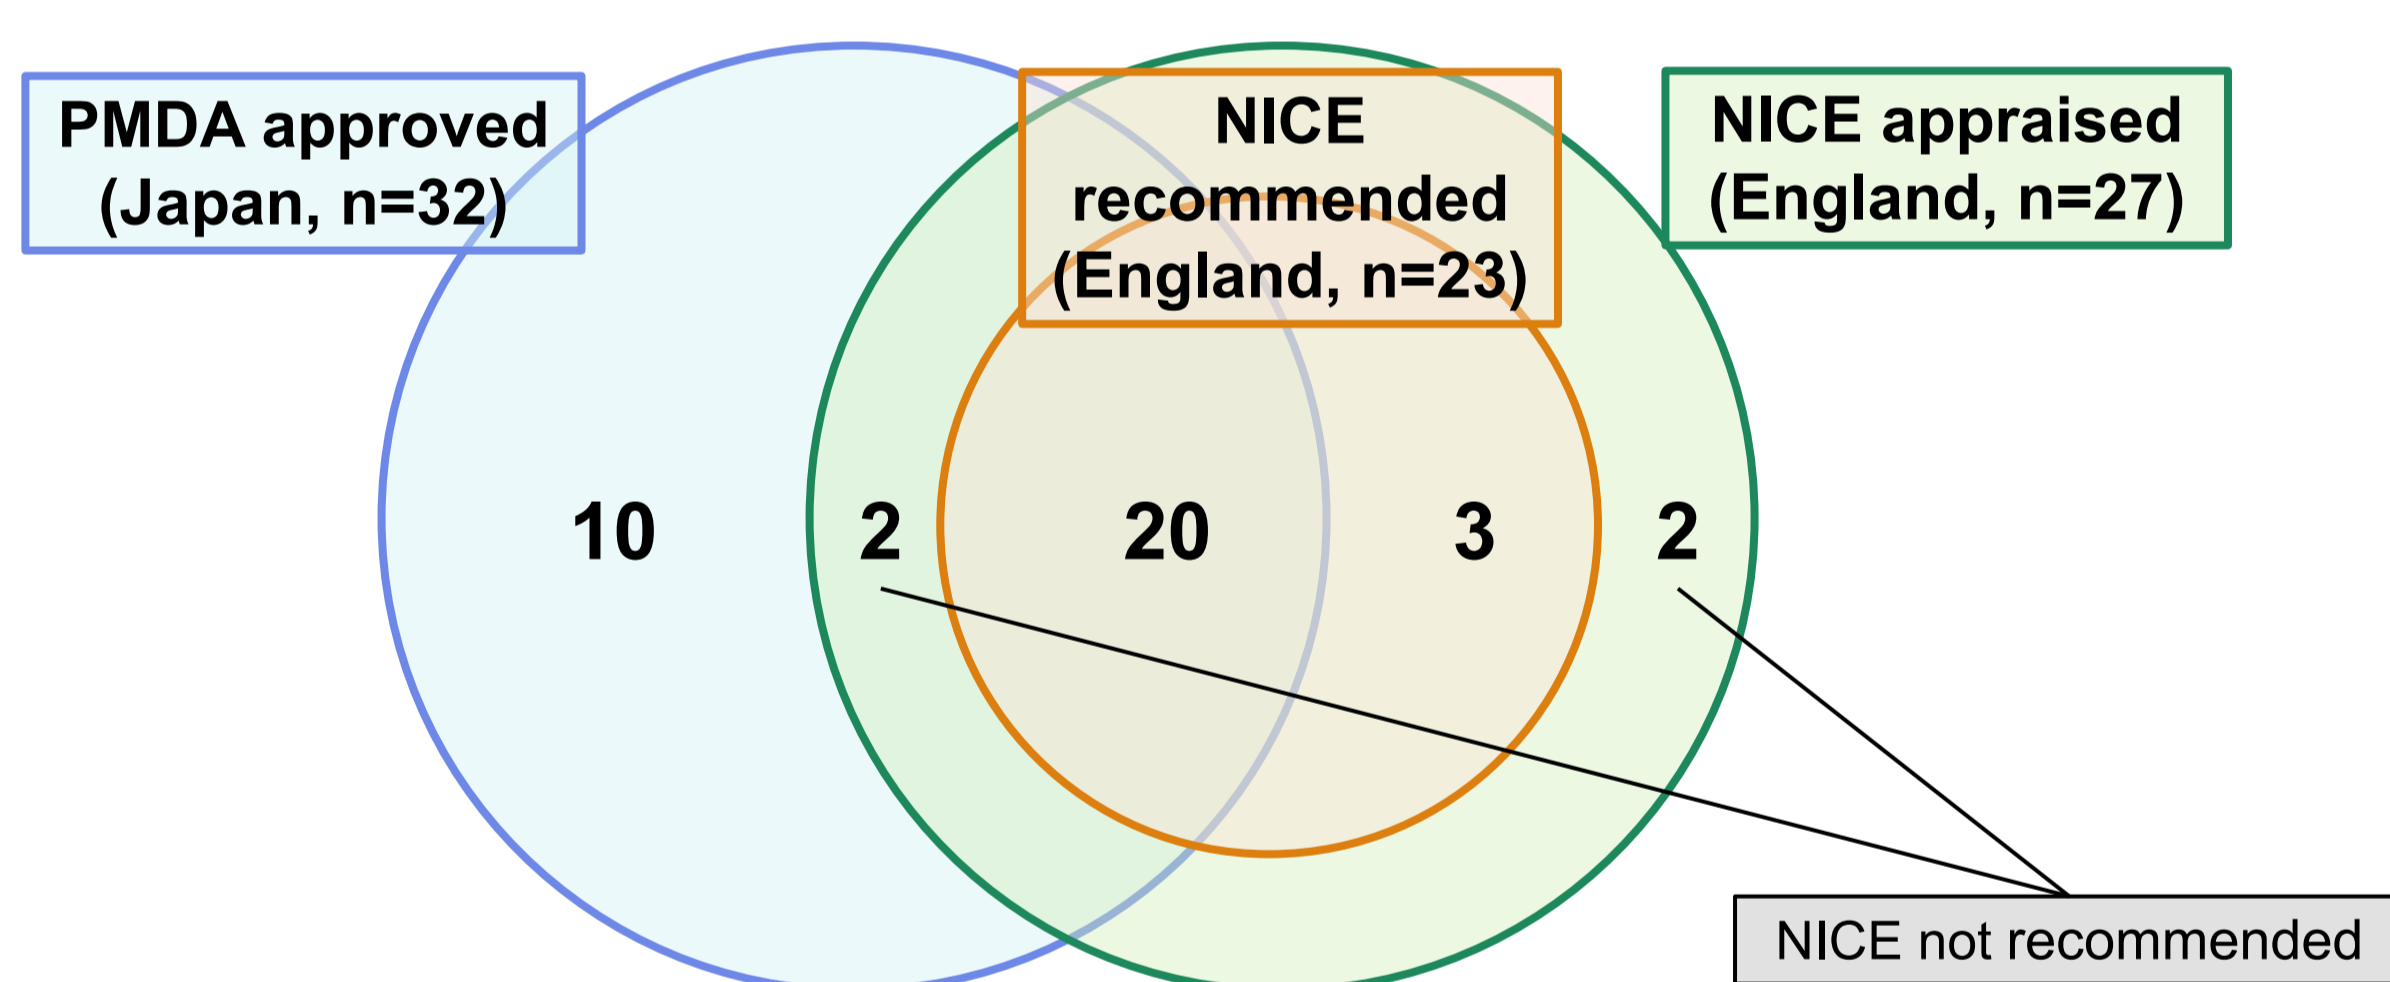 PMDA approved
(Japan, n=32)
NICE
recommended
(England, n=23)
NICE appraised
(England, n=27)
10
2
20
3
2
NICE not recommended